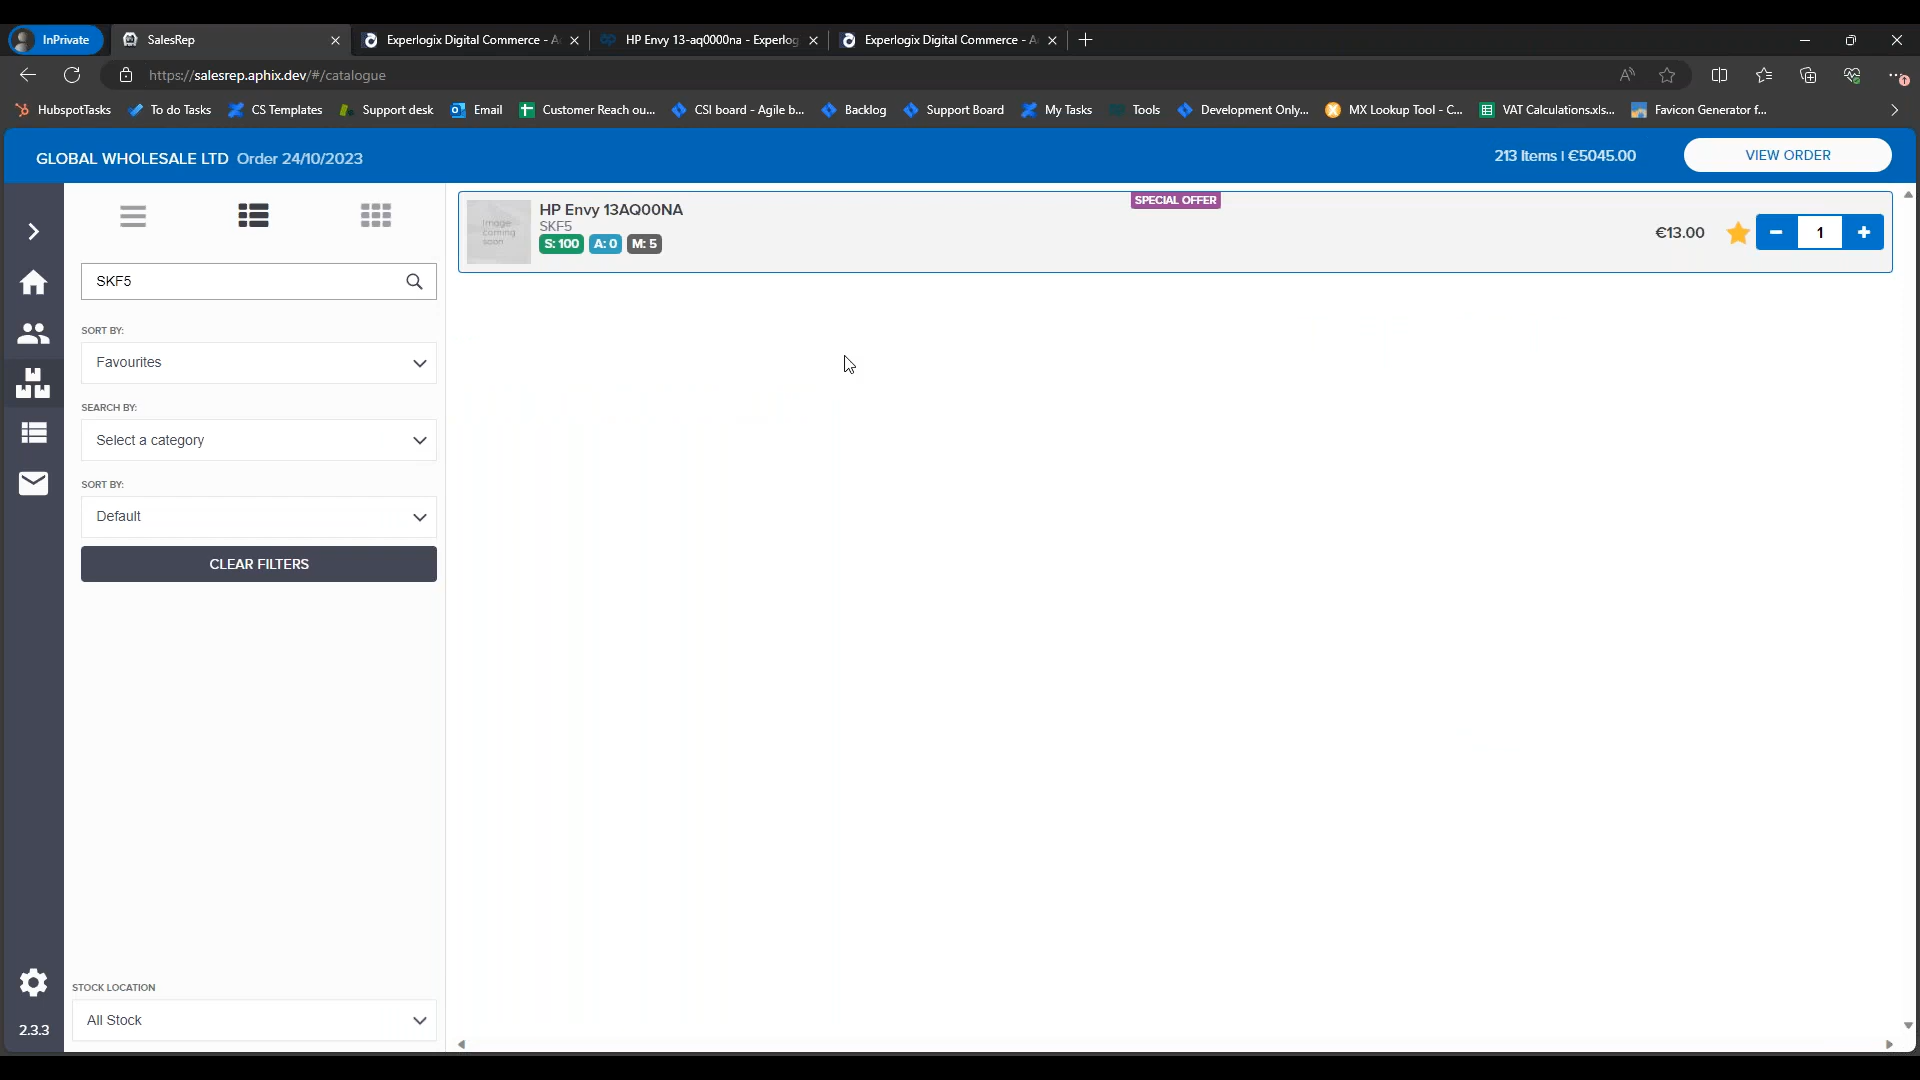 InPrivate
SalesRep
Experlogix Digital Commerce - A
HP Envy 13-aq0000na - Experlog
Experlogix Digital Commerce - A
https://salesrep.aphix.dev/#/catalogue
HubspotTasks
To do Tasks
CS Templates
Support desk
Email
Customer Reach ou...
CSI board - Agile b...
Backlog
Support Board
My Tasks
Tools
Development Only...
MX Lookup Tool - C...
VAT Calculations.xls...
Favicon Generator f...
GLOBAL WHOLESALE LTD Order 24/10/2023
213 Items | €5045.00
VIEW ORDER
SKF5
SORT BY:
Favourites
SEARCH BY:
Select a category
SORT BY:
Default
CLEAR FILTERS
STOCK LOCATION
All Stock
2.3.3
Image
coming
soon
HP Envy 13AQ00NA
SKF5
S: 100 A: 0 M: 5
SPECIAL OFFER
€13.00
1